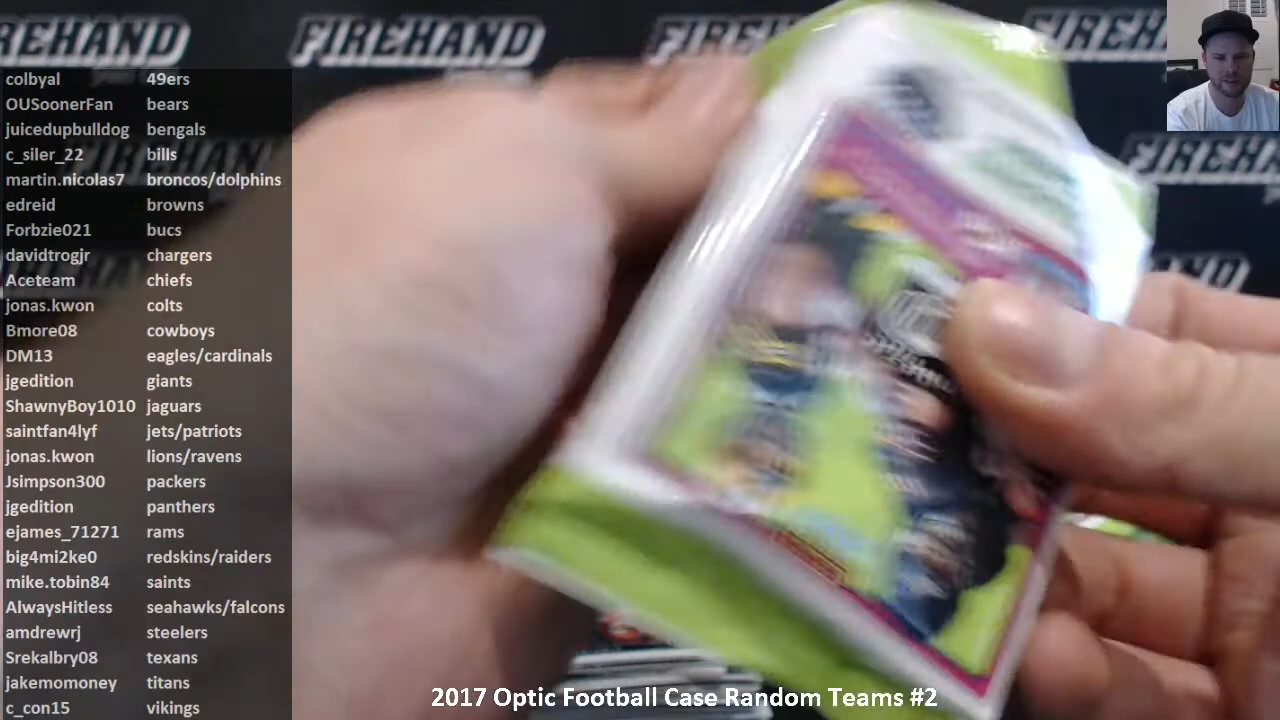 FIREHAND
FIREHAND
FIREHAND
FIREHAND
colbyal 49ers
OUSoonerFan bears
juicedupbulldog bengals
c_siler_22 bills
martin.nicolas7 broncos/dolphins
edreid browns
Forbzie021 bucs
davidtrogjr chargers
Aceteam chiefs
jonas.kwon colts
Bmore08 cowboys
DM13 eagles/cardinals
jgedition giants
ShawnyBoy1010 jaguars
saintfan4lyf jets/patriots
jonas.kwon lions/ravens
Jsimpson300 packers
jgedition panthers
ejames_71271 rams
big4mi2ke0 redskins/raiders
mike.tobin84 saints
AlwaysHitless seahawks/falcons
amdrewrj steelers
Srekalbry08 texans
jakemomoney titans
c_con15 vikings
2017 Optic Football Case Random Teams #2